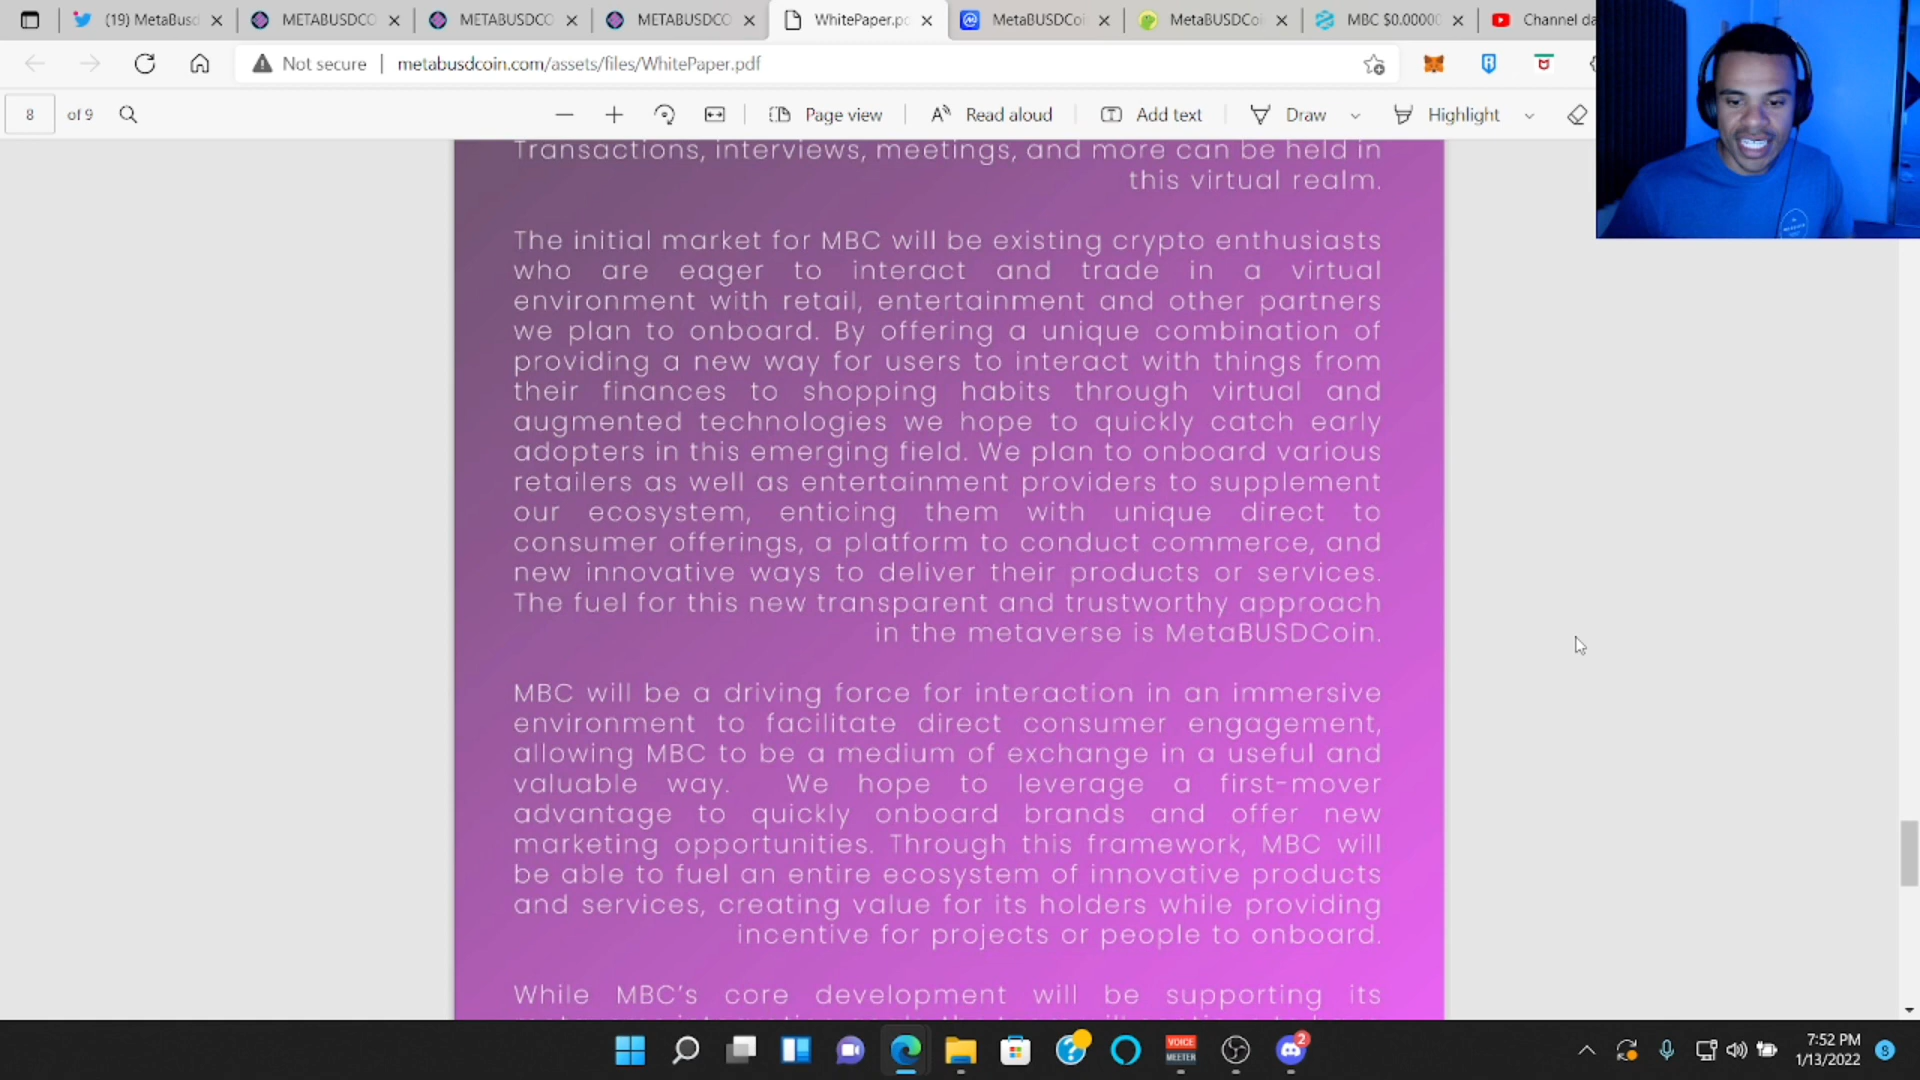 (19) MetaBusd
METABUSDCO
METABUSDCO
METABUSDCO
WhitePaper.pd
MetaBUSDCoi
MetaBUSDCoi
MBC $0.0000
Channel da
Not secure
metabusdcoin.com/assets/files/WhitePaper.pdf
8
of 9
Page view
Read aloud
Add text
Draw
Highlight
Transactions, interviews, meetings, and more can be held in
this virtual realm.
The initial market for MBC will be existing crypto enthusiasts
who are eager to interact and trade in a virtual
environment with retail, entertainment and other partners
we plan to onboard. By offering a unique combination of
providing a new way for users to interact with things from
their finances to shopping habits through virtual and
augmented technologies we hope to quickly catch early
adopters in this emerging field. We plan to onboard various
retailers as well as entertainment providers to supplement
our ecosystem, enticing them with unique direct to
consumer offerings, a platform to conduct commerce, and
new innovative ways to deliver their products or services.
The fuel for this new transparent and trustworthy approach
in the metaverse is MetaBUSDCoin.
MBC will be a driving force for interaction in an immersive
environment to facilitate direct consumer engagement,
allowing MBC to be a medium of exchange in a useful and
valuable way. We hope to leverage a first-mover
advantage to quickly onboard brands and offer new
marketing opportunities. Through this framework, MBC will
be able to fuel an entire ecosystem of innovative products
and services, creating value for its holders while providing
incentive for projects or people to onboard.
While MBC's core development will be supporting its
VOICE
MEETER
2
7:52 PM
1/13/2022
8